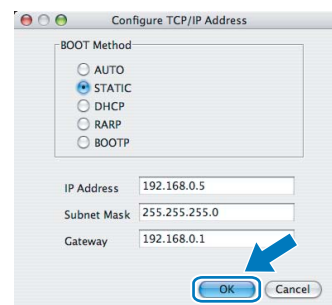 Configure TCP/IP Address
BOOT Method
AUTO
STATIC
DHCP
RARP
BOOTP
IP Address 192.168.0.5
Subnet Mask 255.255.255.0
Gateway 192.168.0.1
OK Cancel